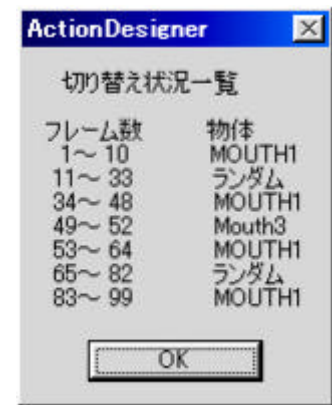 ActionDesigner
切り替え状況一覧
フレーム数 物体
1～ 10 MOUTH1
11～ 33 ランダム
34～ 48 MOUTH1
49～ 52 Mouth3
53～ 64 MOUTH1
65～ 82 ランダム
83～ 99 MOUTH1
OK